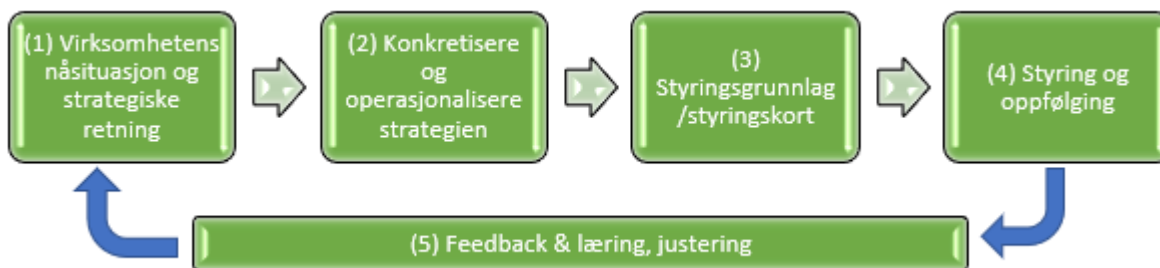 (1) Virksomhetens
nåsituasjon og
strategiske
retning
(2) Konkretisere
og
operasjonalisere
strategien
(3)
Styringsgrunnlag
/styringskort
(4) Styring og
oppfølging
(5) Feedback & læring, justering